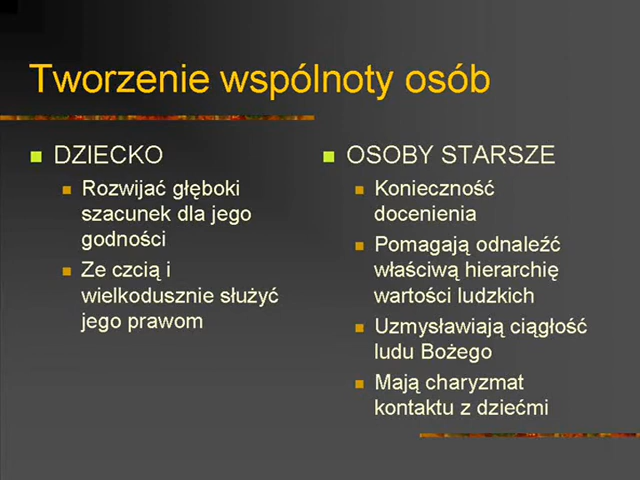 Tworzenie wspólnoty osób
DZIECKO
Rozwijać głęboki
szacunek dla jego
godności
Ze czcią i
wielkodusznie służyć
jego prawom
OSOBY STARSZE
Konieczność
docenienia
Pomagają odnaleźć
właściwą hierarchię
wartości ludzkich
Uzmysławiają ciągłość
ludu Bożego
Mają charyzmat
kontaktu z dziećmi